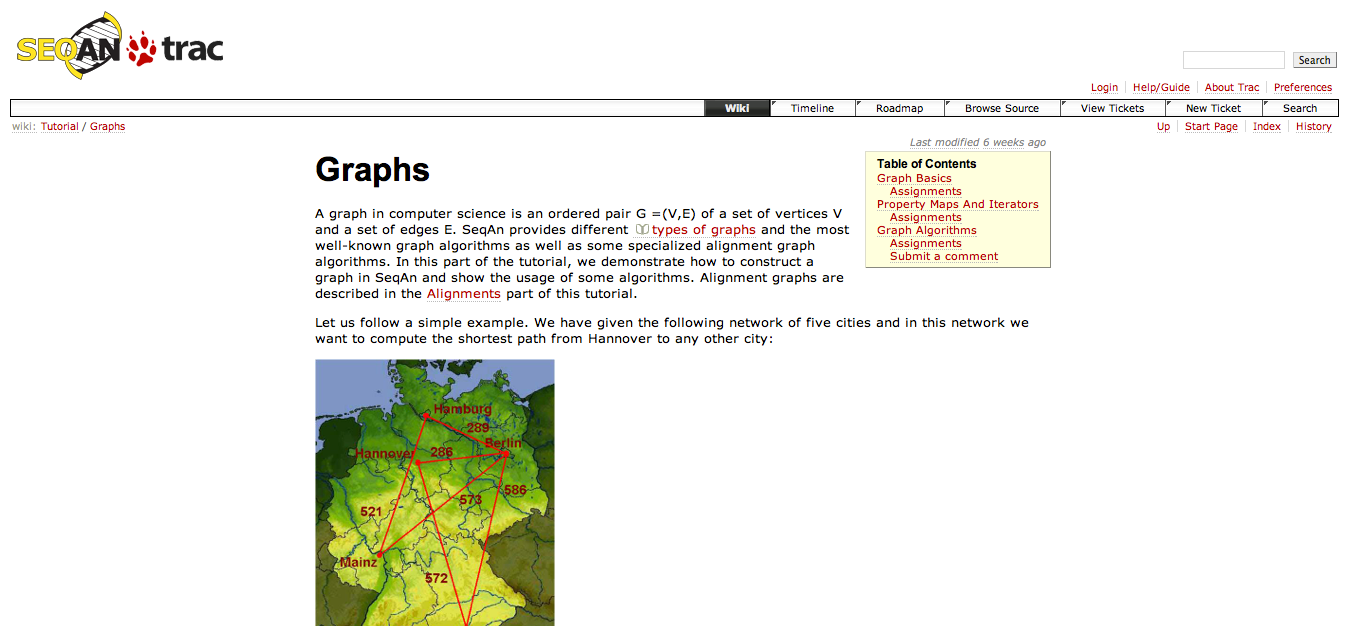 SEQAN trac
Search
Login Help/Guide About Trac Preferences
Wiki Timeline Roadmap Browse Source View Tickets New Ticket Search
wiki: Tutorial / Graphs
Up Start Page Index History
Last modified 6 weeks ago
Graphs
Table of Contents
Graph Basics
Assignments
Property Maps And Iterators
Assignments
Graph Algorithms
Assignments
Submit a comment
A graph in computer science is an ordered pair G =(V,E) of a set of vertices V
and a set of edges E. SeqAn provides different types of graphs and the most
well-known graph algorithms as well as some specialized alignment graph
algorithms. In this part of the tutorial, we demonstrate how to construct a
graph in SeqAn and show the usage of some algorithms. Alignment graphs are
described in the Alignments part of this tutorial.
Let us follow a simple example. We have given the following network of five cities and in this network we
want to compute the shortest path from Hannover to any other city:
Hamburg
289
Berlin
Hannover 286
586
573
521
Mainz
572